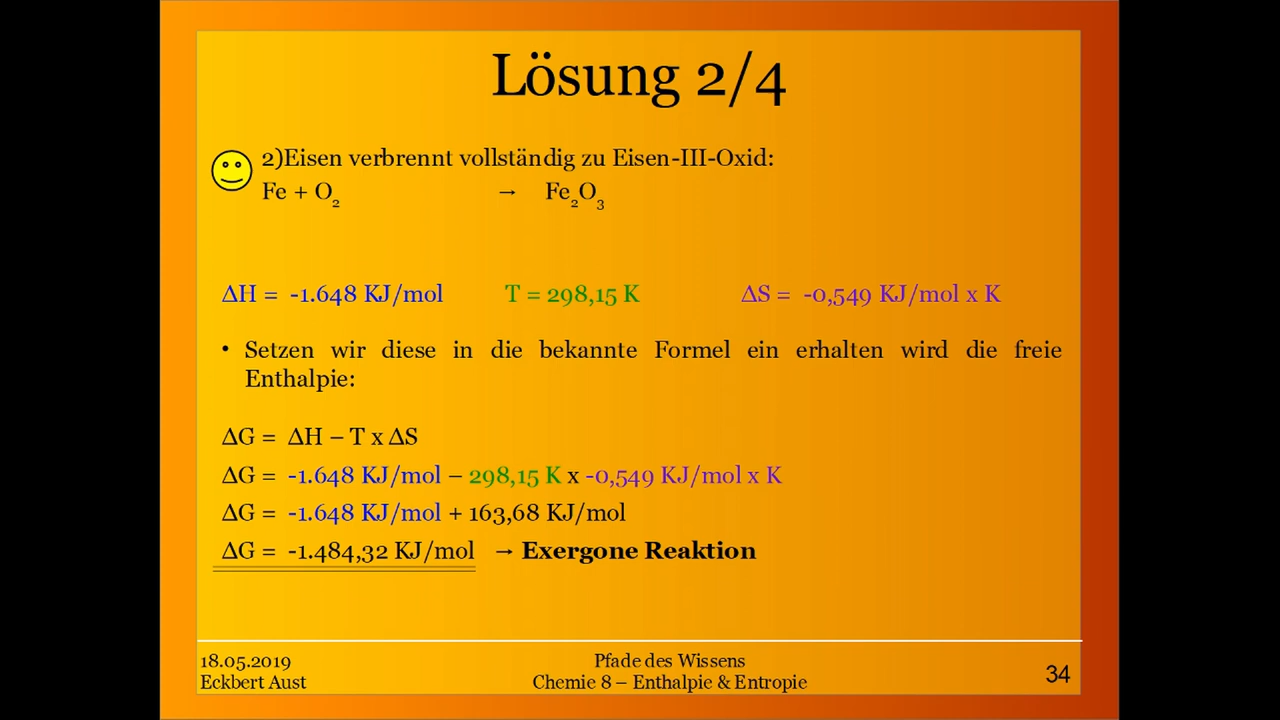 Lösung 2/4
2)Eisen verbrennt vollständig zu Eisen-III-Oxid:
Fe + O₂ → Fe₂O₃
ΔH = -1.648 KJ/mol T = 298,15 K ΔS = -0,549 KJ/mol x K
• Setzen wir diese in die bekannte Formel ein erhalten wird die freie
Enthalpie:
ΔG = ΔH – T x ΔS
ΔG = -1.648 KJ/mol – 298,15 K x -0,549 KJ/mol x K
ΔG = -1.648 KJ/mol + 163,68 KJ/mol
ΔG = -1.484,32 KJ/mol → Exergone Reaktion
18.05.2019
Eckbert Aust
Pfade des Wissens
Chemie 8 – Enthalpie & Entropie
34